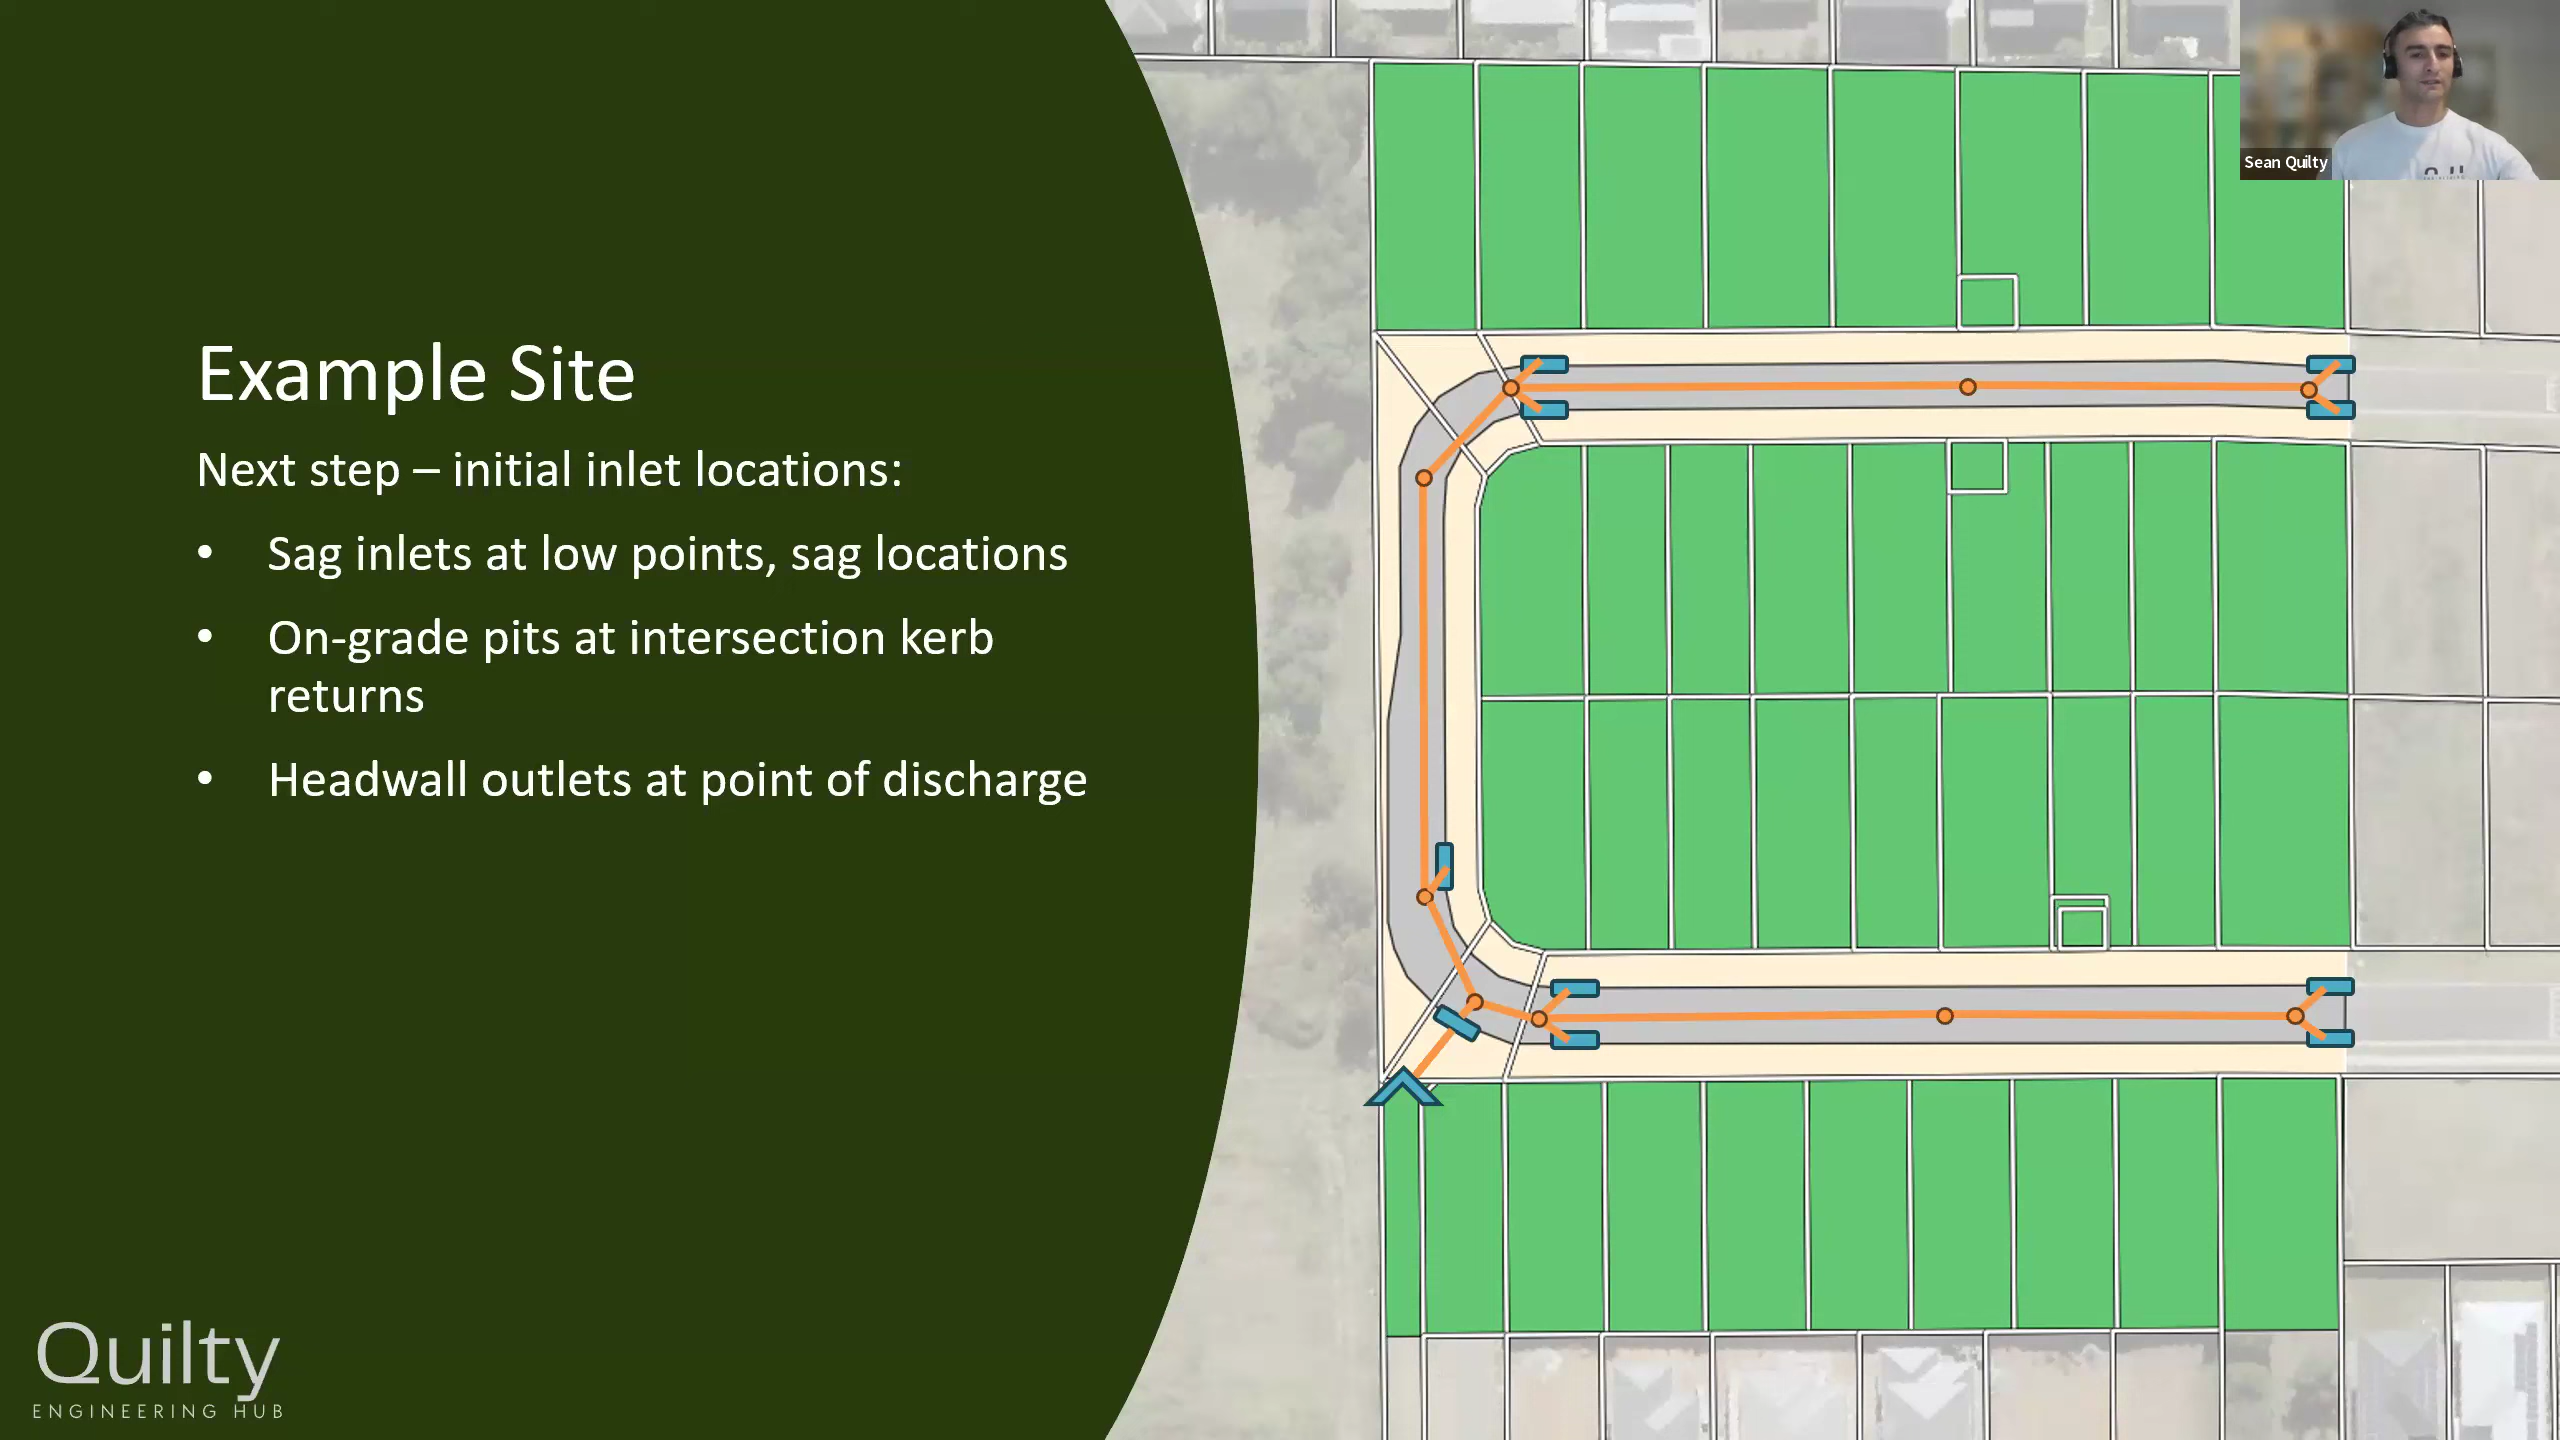 Example Site
Next step – initial inlet locations:
• Sag inlets at low points, sag locations
• On-grade pits at intersection kerb
returns
• Headwall outlets at point of discharge
Sean Quilty
Quilty
ENGINEERING HUB